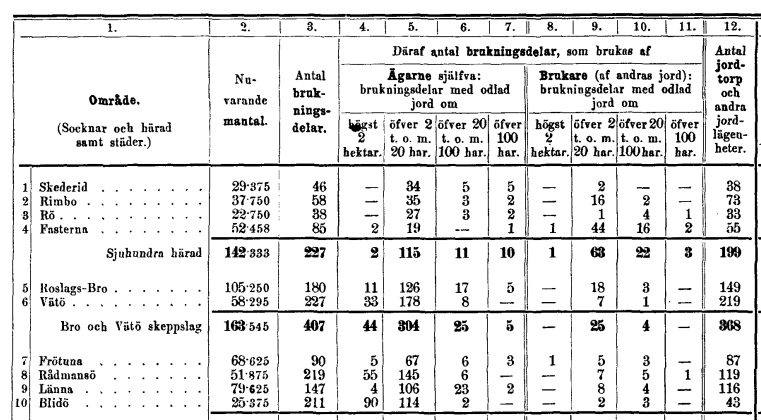 1. 2. 3. 4. 5. 6. 7. 8. 9. 10. 11. 12.
Område.
(Socknar och härad
samt städer.)
Nu-
varande
mantal.
Antal
bruk-
nings-
delar.
Däraf antal brukningsdelar, som brukas af
Ägarne själfva:
brukningsdelar med odlad
jord om
Brukare (af andras jord):
brukningsdelar med odlad
jord om
högst
2
hektar.
öfver 2
t. o. m.
20 har.
öfver 20
t. o. m.
100 har.
öfver
100
har.
högst
2
hektar.
öfver 2
t. o. m.
20 har.
öfver 20
t. o. m.
100 har.
öfver
100
har.
Antal
jord-
torp
och
andra
jord-
lägen-
heter.
1 Skederid . . . . . . . . 29·375 46 — 34 5 5 — 2 — — 38
2 Rimbo . . . . . . . . 37·750 58 — 35 3 2 — 16 2 — 73
3 Rö . . . . . . . . 22·750 38 — 27 3 2 — 1 4 1 33
4 Fasterna . . . . . . . . 52·458 85 2 19 — 1 1 44 16 2 55
Sjuhundra härad 142·333 227 2 115 11 10 1 63 22 3 199
5 Roslags-Bro . . . . . . . 105·250 180 11 126 17 5 — 18 3 — 149
6 Vätö . . . . . . . . 58·295 227 33 178 8 — — 7 1 — 219
Bro och Vätö skeppslag 163·545 407 44 304 25 5 — 25 4 — 368
7 Frötuna . . . . . . . . 68·625 90 5 67 6 3 1 5 3 — 87
8 Rådmansö . . . . . . . 51·875 219 55 145 6 — — 7 5 1 119
9 Länna . . . . . . . . 79·625 147 4 106 23 2 — 8 4 — 116
10 Blidö . . . . . . . . 25·375 211 90 114 2 — — 2 3 — 43